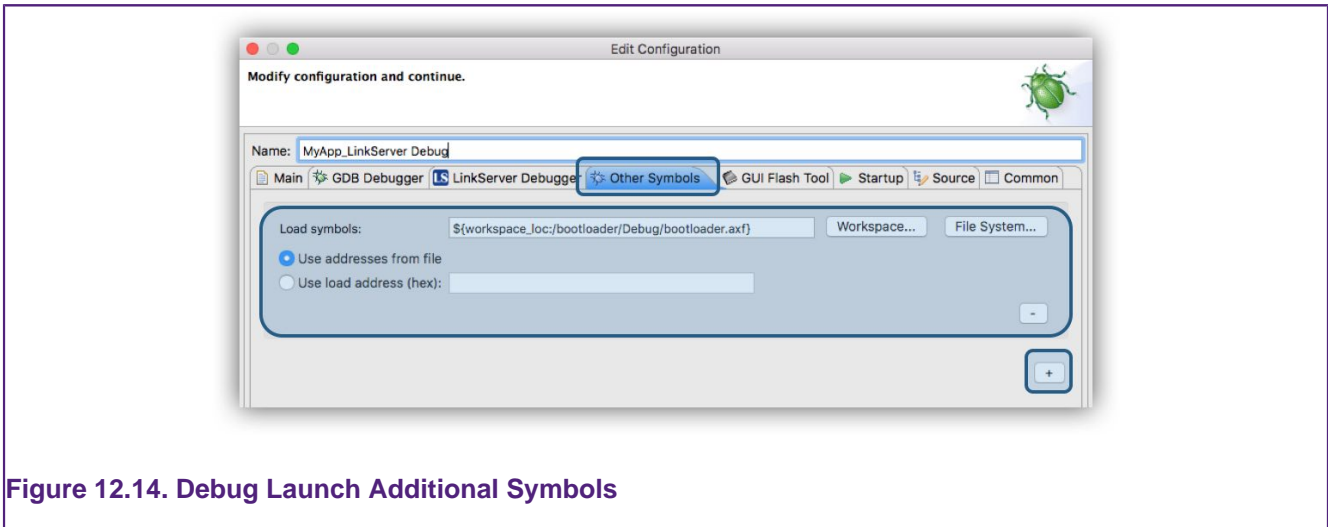 Edit Configuration
Modify configuration and continue.
Name: MyApp_LinkServer Debug
Main GDB Debugger LS LinkServer Debugger Other Symbols GUI Flash Tool Startup Source Common
Load symbols: ${workspace_loc:/bootloader/Debug/bootloader.axf} Workspace... File System...
Use addresses from file
Use load address (hex):
-
+
Figure 12.14. Debug Launch Additional Symbols